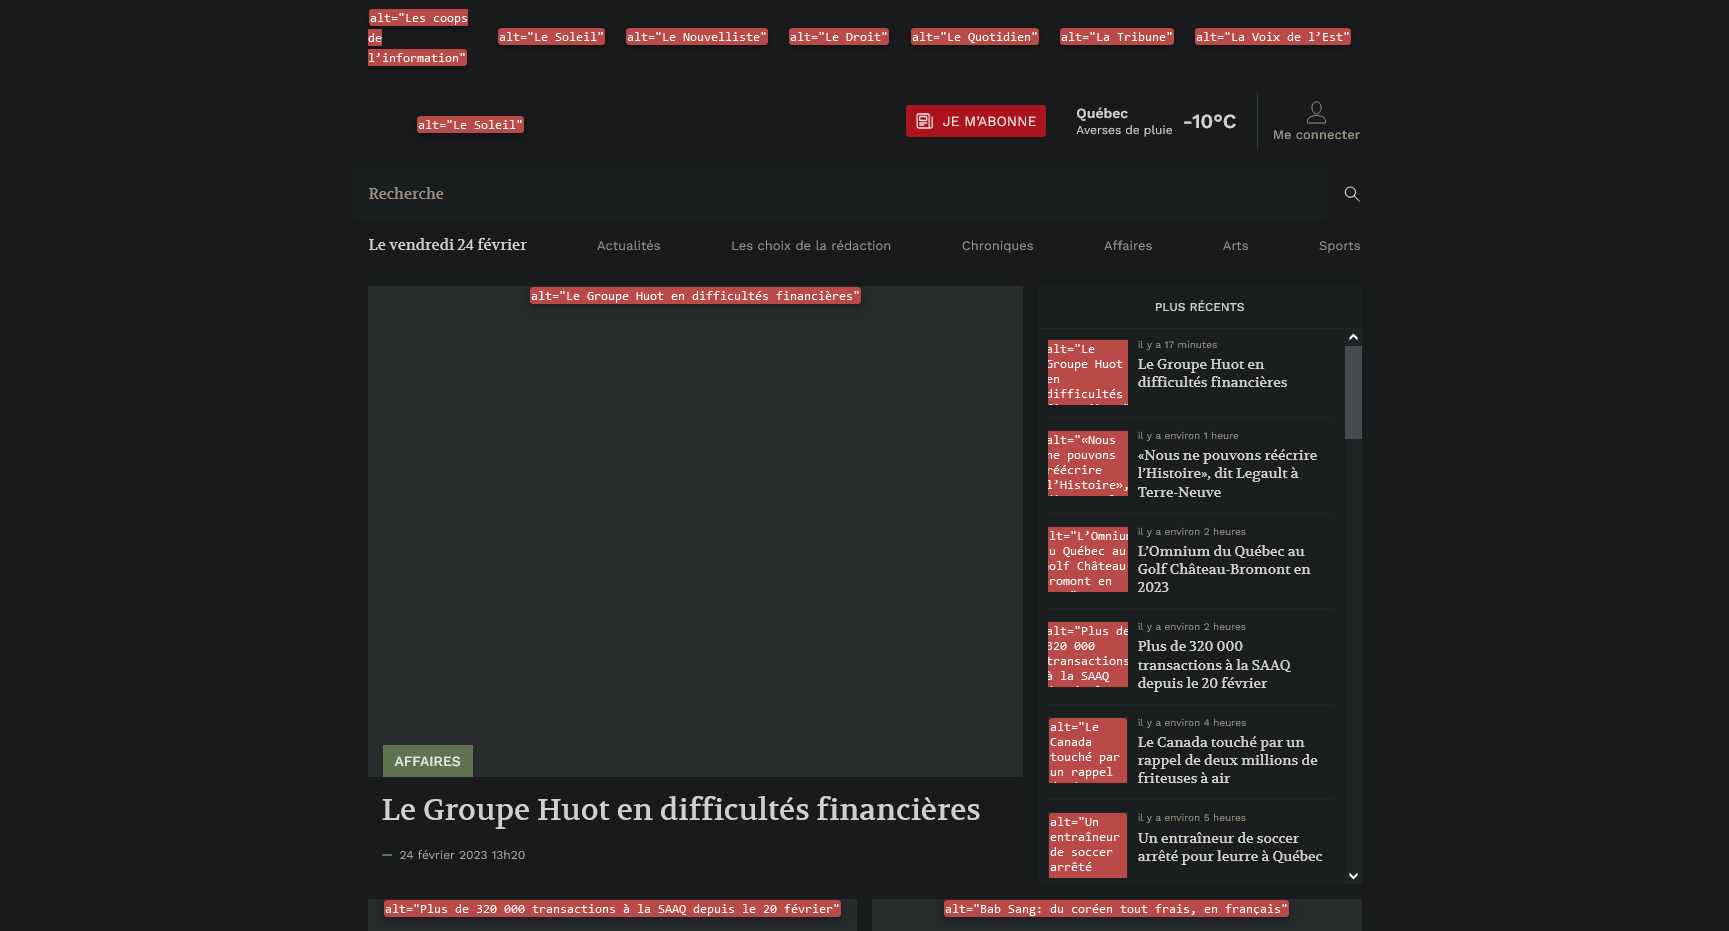 alt="Les coops
de
l’information"
alt="Le Soleil"
alt="Le Nouvelliste"
alt="Le Droit"
alt="Le Quotidien"
alt="La Tribune"
alt="La Voix de l’Est"
alt="Le Soleil"
JE M’ABONNE
Québec
Averses de pluie
-10°C
Me connecter
Recherche
Le vendredi 24 février
Actualités
Les choix de la rédaction
Chroniques
Affaires
Arts
Sports
alt="Le Groupe Huot en difficultés financières"
AFFAIRES
Le Groupe Huot en difficultés financières
— 24 février 2023 13h20
PLUS RÉCENTS
alt="Le
Groupe Huot
en
difficultés
il y a 17 minutes
Le Groupe Huot en
difficultés financières
alt="«Nous
ne pouvons
réécrire
l’Histoire»,
il y a environ 1 heure
«Nous ne pouvons réécrire
l’Histoire», dit Legault à
Terre-Neuve
lt="L’Omnium
u Québec au
olf Château-
romont en
il y a environ 2 heures
L’Omnium du Québec au
Golf Château-Bromont en
2023
alt="Plus de
320 000
transactions
à la SAAQ
il y a environ 2 heures
Plus de 320 000
transactions à la SAAQ
depuis le 20 février
alt="Le
Canada
touché par
un rappel
il y a environ 4 heures
Le Canada touché par un
rappel de deux millions de
friteuses à air
alt="Un
entraîneur
de soccer
arrêté
il y a environ 5 heures
Un entraîneur de soccer
arrêté pour leurre à Québec
alt="Plus de 320 000 transactions à la SAAQ depuis le 20 février"
alt="Bab Sang: du coréen tout frais, en français"